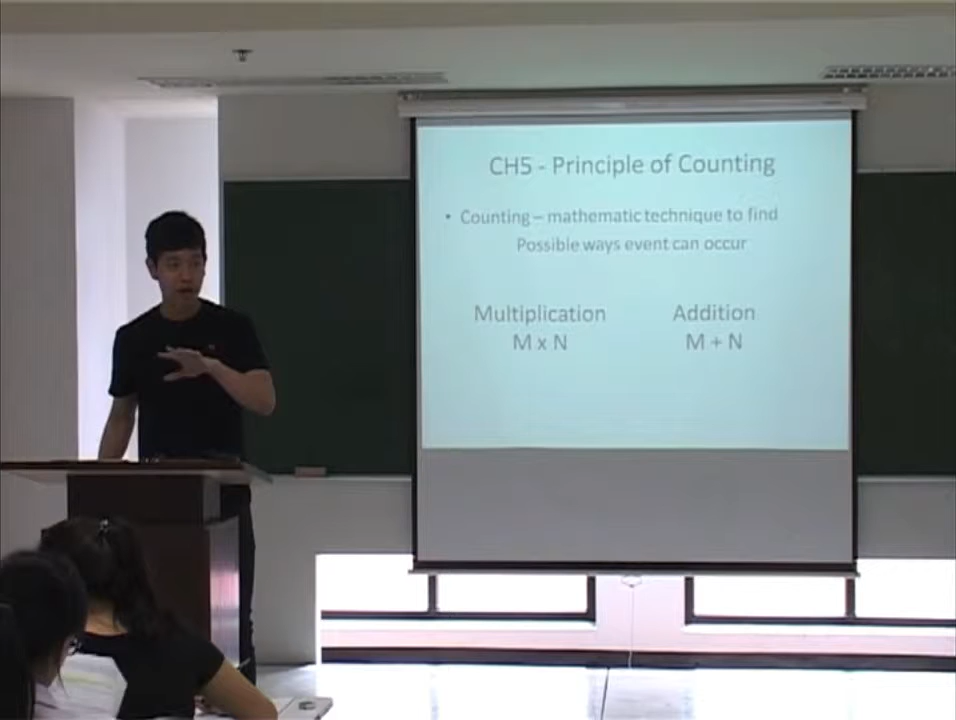 CH5 - Principle of Counting
• Counting – mathematic technique to find
Possible ways event can occur
Multiplication
M x N
Addition
M + N